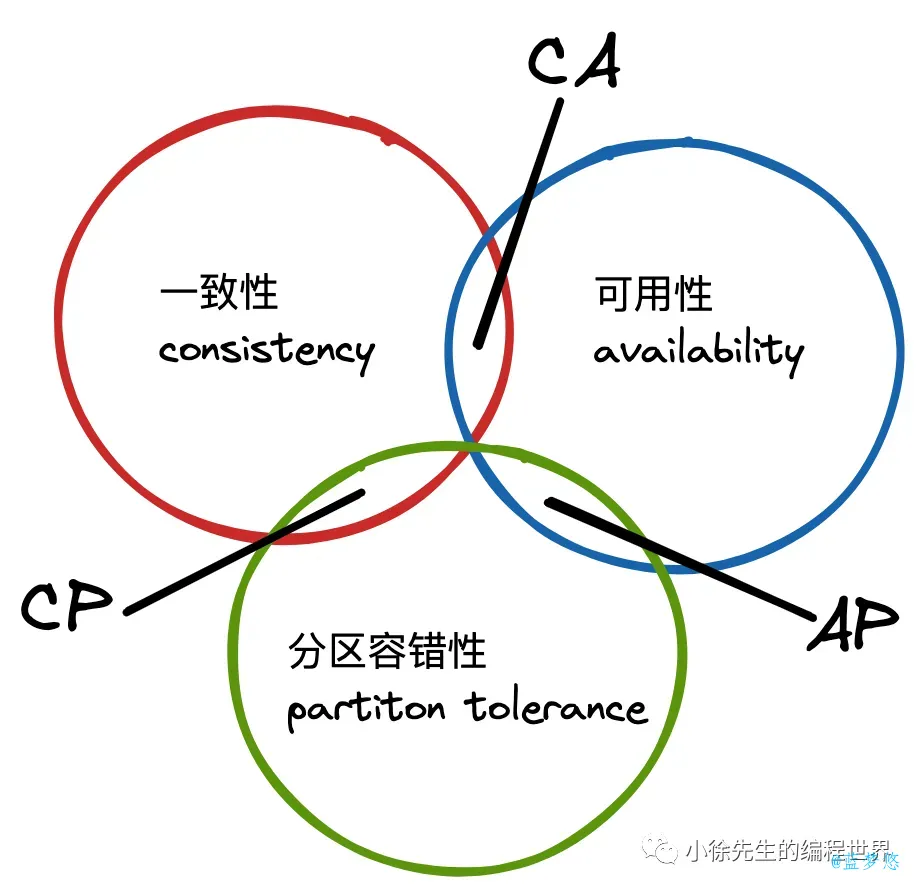 CA
一致性
consistency
可用性
availability
CP
AP
分区容错性
partiton tolerance
小徐先生的编程世界
@蓝梦悠